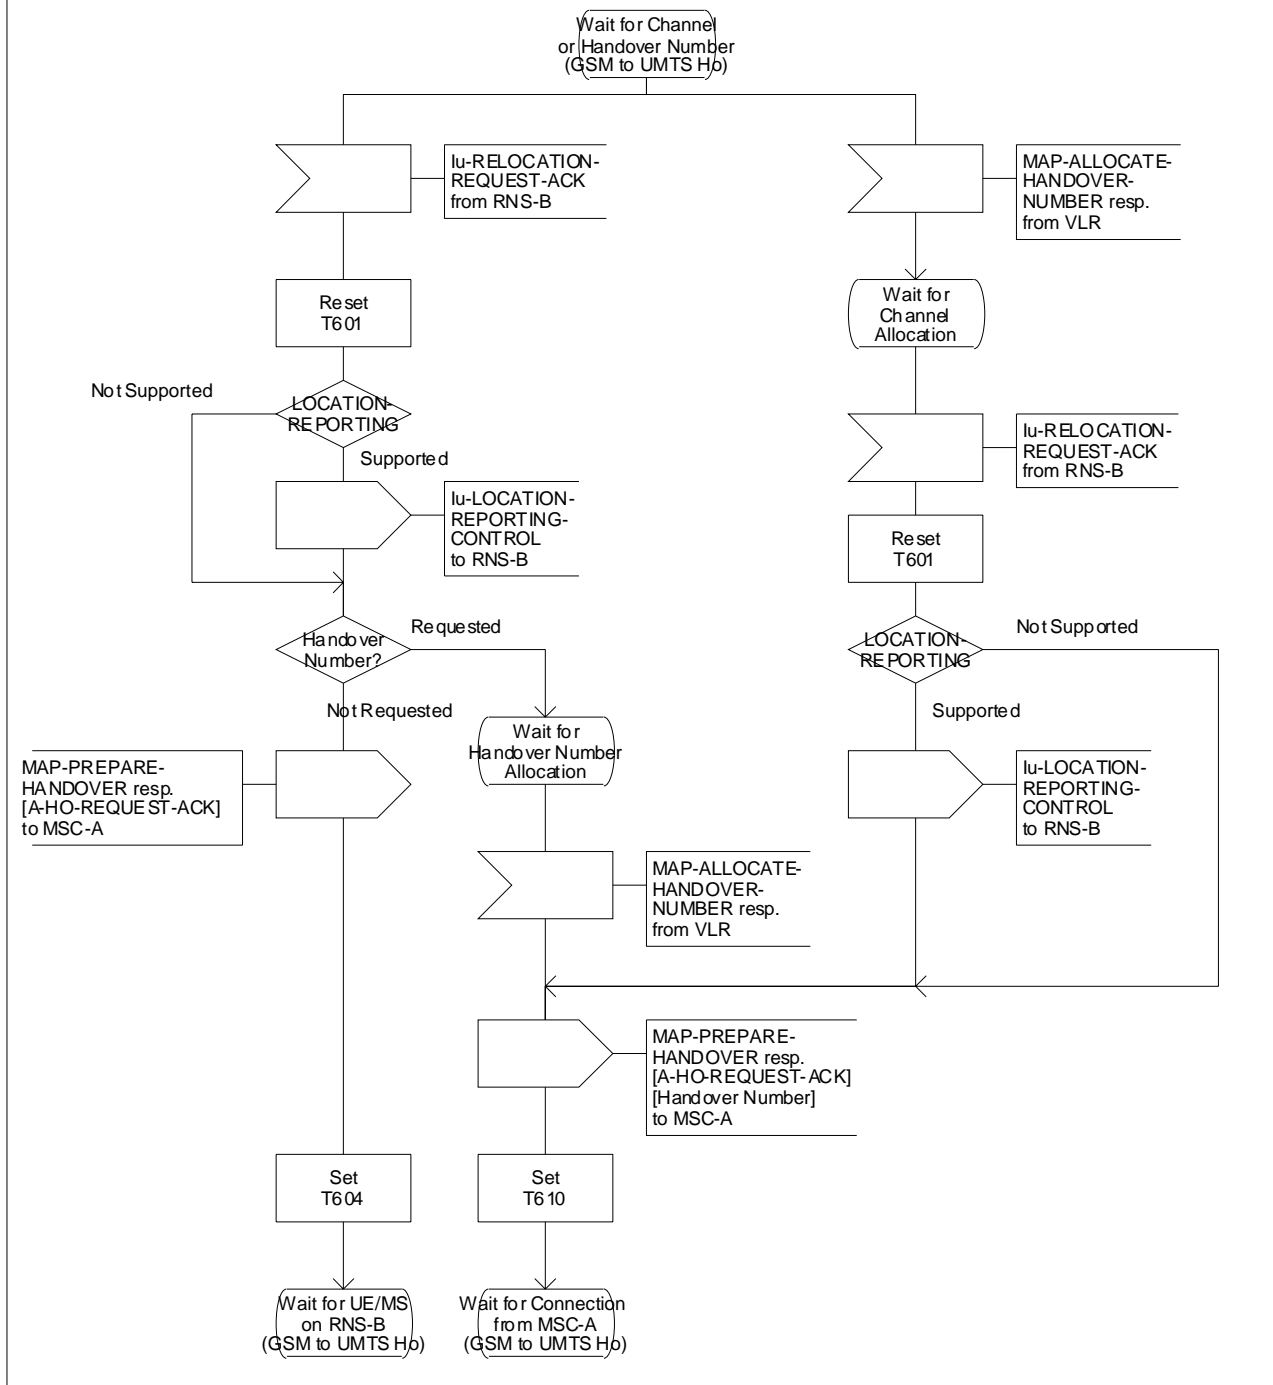 Wait for Channel
or Handover Number
(GSM to UMTS Ho)
Iu-RELOCATION-
REQUEST-ACK
from RNS-B
MAP-ALLOCATE-
HANDOVER-
NUMBER resp.
from VLR
Reset
T601
Wait for
Channel
Allocation
Not Supported
LOCATION-
REPORTING
Supported
Iu-RELOCATION-
REQUEST-ACK
from RNS-B
Iu-LOCATION-
REPORTING-
CONTROL
to RNS-B
Reset
T601
Handover
Number?
Requested
LOCATION-
REPORTING
Not Supported
Not Requested
Supported
Wait for
Handover Number
Allocation
MAP-PREPARE-
HANDOVER resp.
[A-HO-REQUEST-ACK]
to MSC-A
Iu-LOCATION-
REPORTING-
CONTROL
to RNS-B
MAP-ALLOCATE-
HANDOVER-
NUMBER resp.
from VLR
MAP-PREPARE-
HANDOVER resp.
[A-HO-REQUEST-ACK]
[Handover Number]
to MSC-A
Set
T604
Set
T610
Wait for UE/MS
on RNS-B
(GSM to UMTS Ho)
Wait for Connection
from MSC-A
(GSM to UMTS Ho)